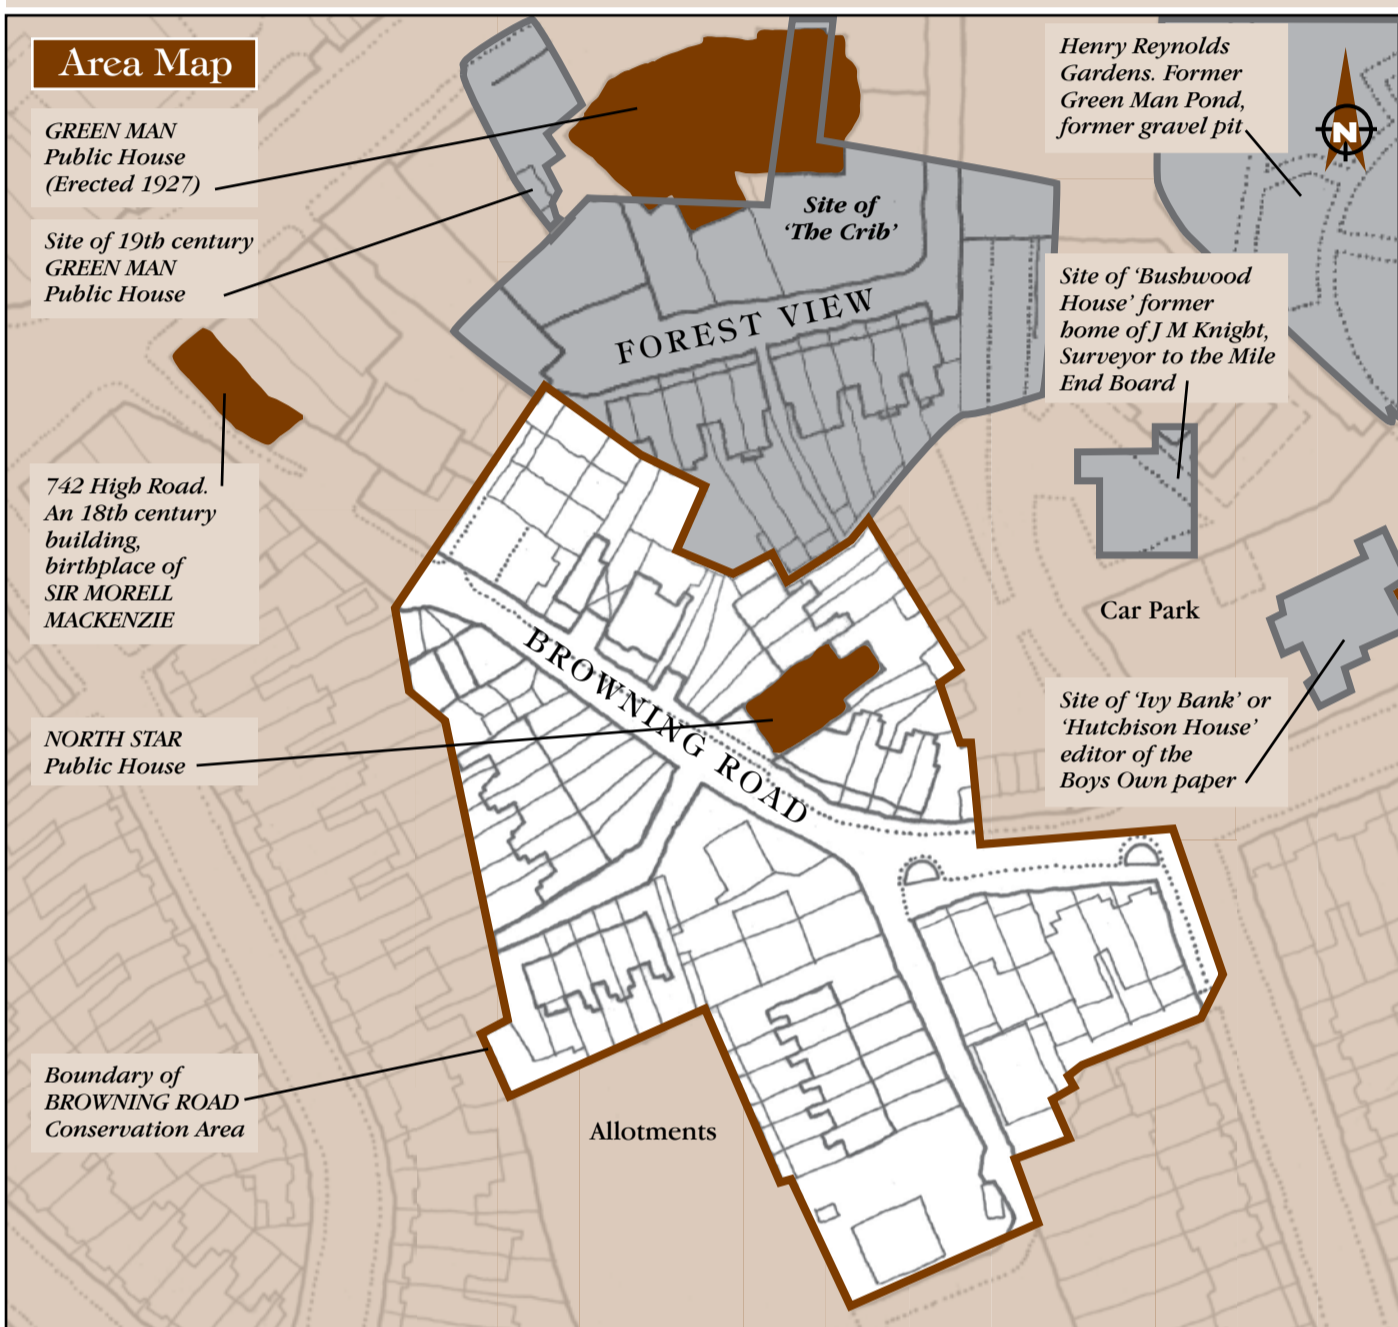 Area Map
GREEN MAN
Public House
(Erected 1927)
Site of 19th century
GREEN MAN
Public House
742 High Road.
An 18th century
building,
birthplace of
SIR MORELL
MACKENZIE
NORTH STAR
Public House
Boundary of
BROWNING ROAD
Conservation Area
Site of
‘The Crib’
FOREST VIEW
BROWNING ROAD
Allotments
Henry Reynolds
Gardens. Former
Green Man Pond,
former gravel pit
N
Site of ‘Bushwood
House’ former
home of J M Knight,
Surveyor to the Mile
End Board
Car Park
Site of ‘Ivy Bank’ or
‘Hutchison House’
editor of the
Boys Own paper